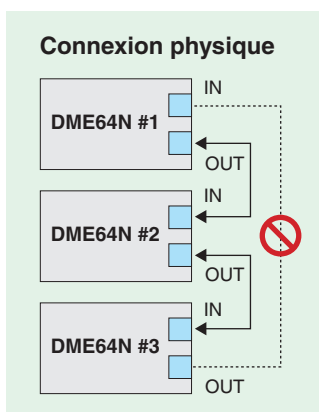 Connexion physique
IN
DME64N #1
OUT
IN
DME64N #2
OUT
IN
DME64N #3
OUT